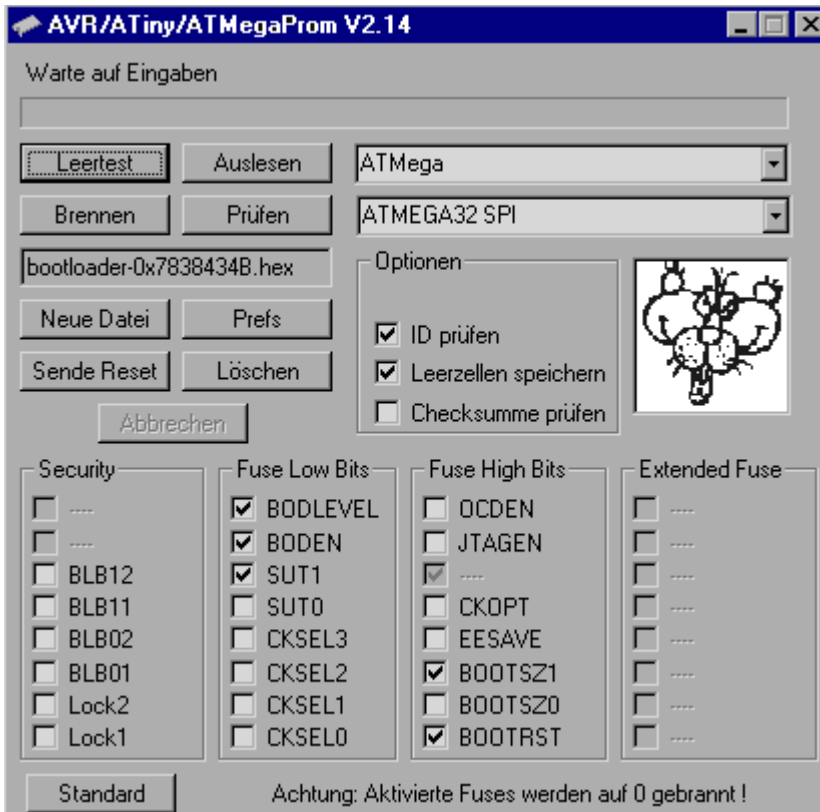 AVR/ATiny/ATMegaProm V2.14
Warte auf Eingaben
Leertest
Auslesen
ATMega
Brennen
Prüfen
ATMEGA32 SPI
bootloader-0x7838434B.hex
Optionen
Neue Datei
Prefs
ID prüfen
Sende Reset
Löschen
Leerzellen speichern
Abbrechen
Checksumme prüfen
Security
----
----
BLB12
BLB11
BLB02
BLB01
Lock2
Lock1
Fuse Low Bits
BODLEVEL
BODEN
SUT1
SUT0
CKSEL3
CKSEL2
CKSEL1
CKSEL0
Fuse High Bits
OCDEN
JTAGEN
----
CKOPT
EESAVE
BOOTSZ1
BOOTSZ0
BOOTRST
Extended Fuse
----
----
----
----
----
----
----
----
Standard
Achtung: Aktivierte Fuses werden auf 0 gebrannt !